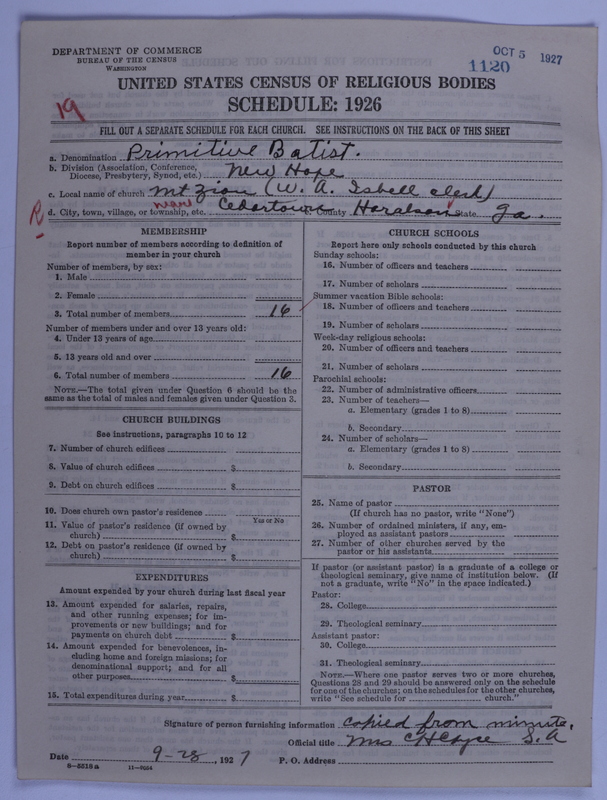 DEPARTMENT OF COMMERCE
BUREAU OF THE CENSUS
WASHINGTON
OCT 5 1927
1120
UNITED STATES CENSUS OF RELIGIOUS BODIES
SCHEDULE: 1926
19
FILL OUT A SEPARATE SCHEDULE FOR EACH CHURCH. SEE INSTRUCTIONS ON THE BACK OF THIS SHEET
a. Denomination Primitive Batist.
b. Division (Association, Conference, Diocese, Presbytery, Synod, etc.) New Hope
c. Local name of church Mt Zion (W. A. Isbell clerk)
R d. City, town, village, or township, etc. near Cedartown County Haralson State Ga.
MEMBERSHIP
Report number of members according to definition of
member in your church
Number of members, by sex:
1. Male
2. Female
3. Total number of members 16
Number of members under and over 13 years old:
4. Under 13 years of age
5. 13 years old and over
6. Total number of members 16
NOTE.—The total given under Question 6 should be
same as the total of males and females given under Question 3.
CHURCH BUILDINGS
See instructions, paragraphs 10 to 12
7. Number of church edifices
8. Value of church edifices $
9. Debt on church edifices $
10. Does church own pastor's residence
Yes or No
11. Value of pastor's residence (if owned by
church) $
12. Debt on pastor's residence (if owned by
church) $
EXPENDITURES
Amount expended by your church during last fiscal year
13. Amount expended for salaries, repairs,
and other running expenses; for im-
provements or new buildings; and for
payments on church debt $
14. Amount expended for benevolences, in-
cluding home and foreign missions; for
denominational support; and for all
other purposes $
15. Total expenditures during year $
CHURCH SCHOOLS
Report here only schools conducted by this church
Sunday schools:
16. Number of officers and teachers
17. Number of scholars
Summer vacation Bible schools:
18. Number of officers and teachers
19. Number of scholars
Week-day religious schools:
20. Number of officers and teachers
21. Number of scholars
Parochial schools:
22. Number of administrative officers
23. Number of teachers—
a. Elementary (grades 1 to 8)
b. Secondary
24. Number of scholars—
a. Elementary (grades 1 to 8)
b. Secondary
PASTOR
25. Name of pastor
(If church has no pastor, write "None")
26. Number of ordained ministers, if any, em-
ployed as assistant pastors
27. Number of other churches served by the
pastor or his assistants
If pastor (or assistant pastor) is a graduate of a college or
theological seminary, give name of institution below. (If
not a graduate, write "No" in the space indicated.)
Pastor:
28. College
29. Theological seminary
Assistant pastor:
30. College
31. Theological seminary
NOTE.—Where one pastor serves two or more churches,
Questions 28 and 29 should be answered only on the schedule
for one of the churches; on the schedules for the other churches,
write "See schedule for church."
Signature of person furnishing information copied from minute.
Official title Mrs S.A
Date 9-28, 1927 P. O. Address
8-5518a 11-7664